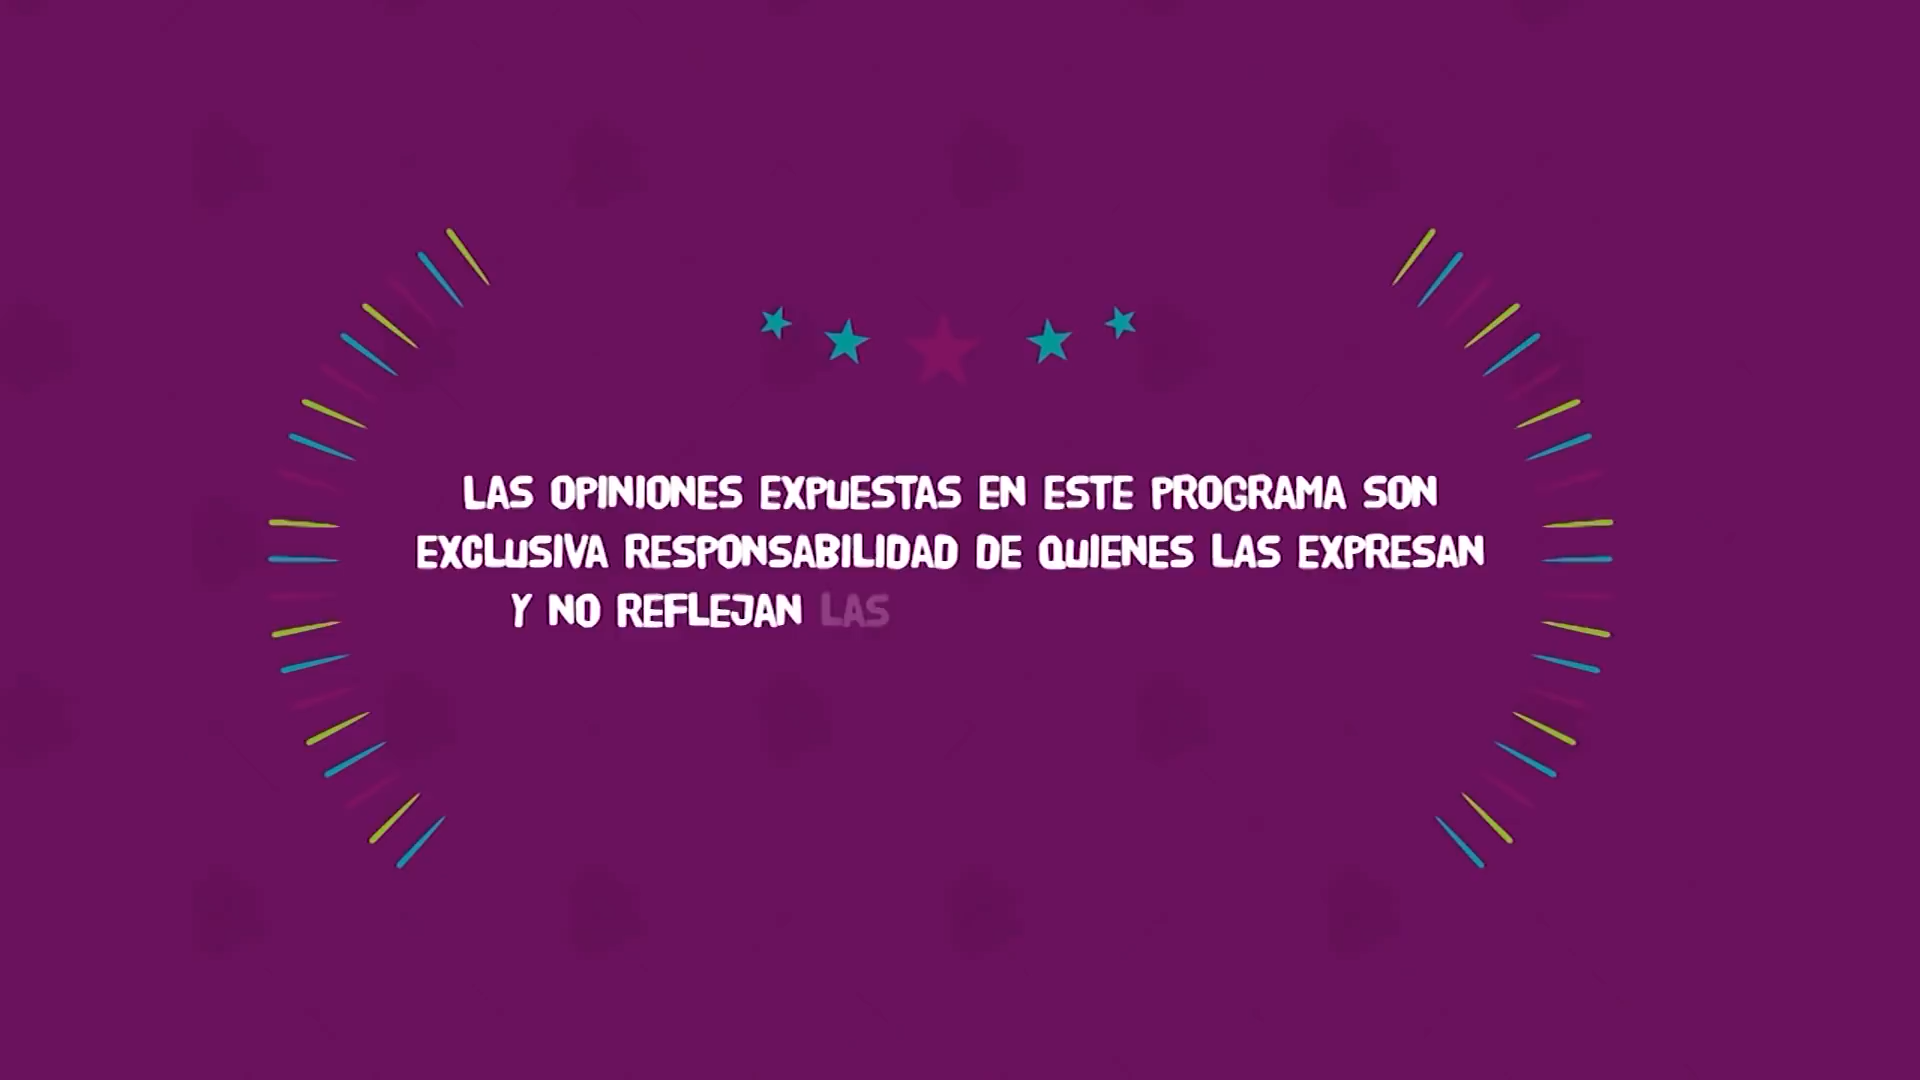 LAS OPINIONES EXPUESTAS EN ESTE PROGRAMA SON
EXCLUSIVA RESPONSABILIDAD DE QUIENES LAS EXPRESAN
Y NO REFLEJAN LAS